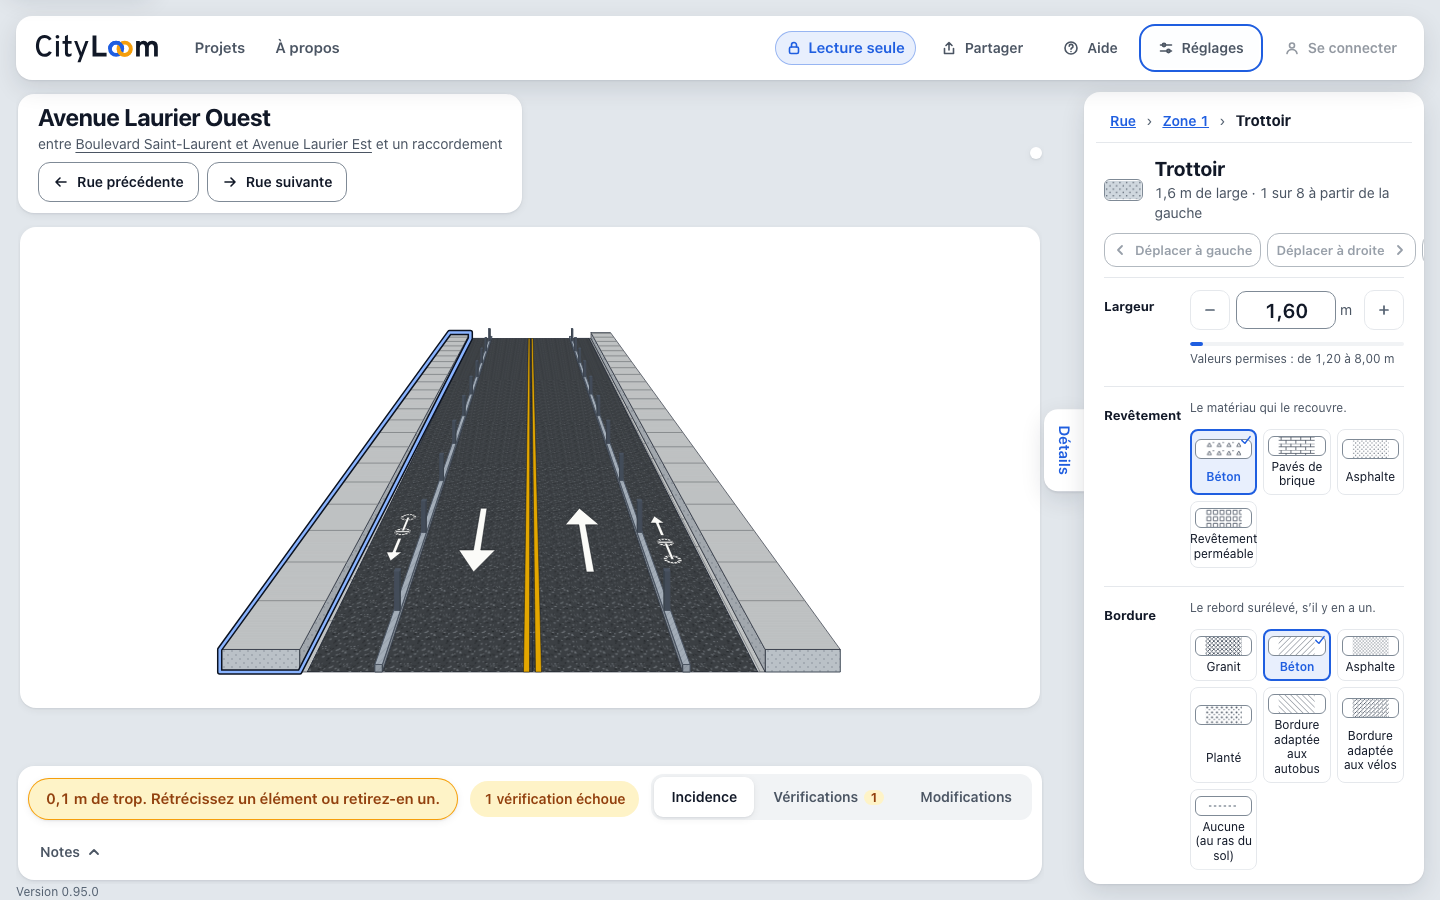 CityLoom
Projets
À propos
Lecture seule
Partager
Aide
Réglages
Se connecter
Avenue Laurier Ouest
entre Boulevard Saint-Laurent et Avenue Laurier Est et un raccordement
Rue précédente
Rue suivante
Rue › Zone 1 › Trottoir
Trottoir
1,6 m de large · 1 sur 8 à partir de la
gauche
Déplacer à gauche
Déplacer à droite
Largeur
− 1,60 m +
Valeurs permises : de 1,20 à 8,00 m
Détails
Revêtement
Le matériau qui le recouvre.
Béton
Pavés de
brique
Asphalte
Revêtement
perméable
Bordure
Le rebord surélevé, s’il y en a un.
Granit
Béton
Asphalte
Planté
Bordure
adaptée
aux
autobus
Bordure
adaptée
aux vélos
Aucune
(au ras du
sol)
0,1 m de trop. Rétrécissez un élément ou retirez-en un.
1 vérification échoue
Incidence
Vérifications 1
Modifications
Notes
Version 0.95.0